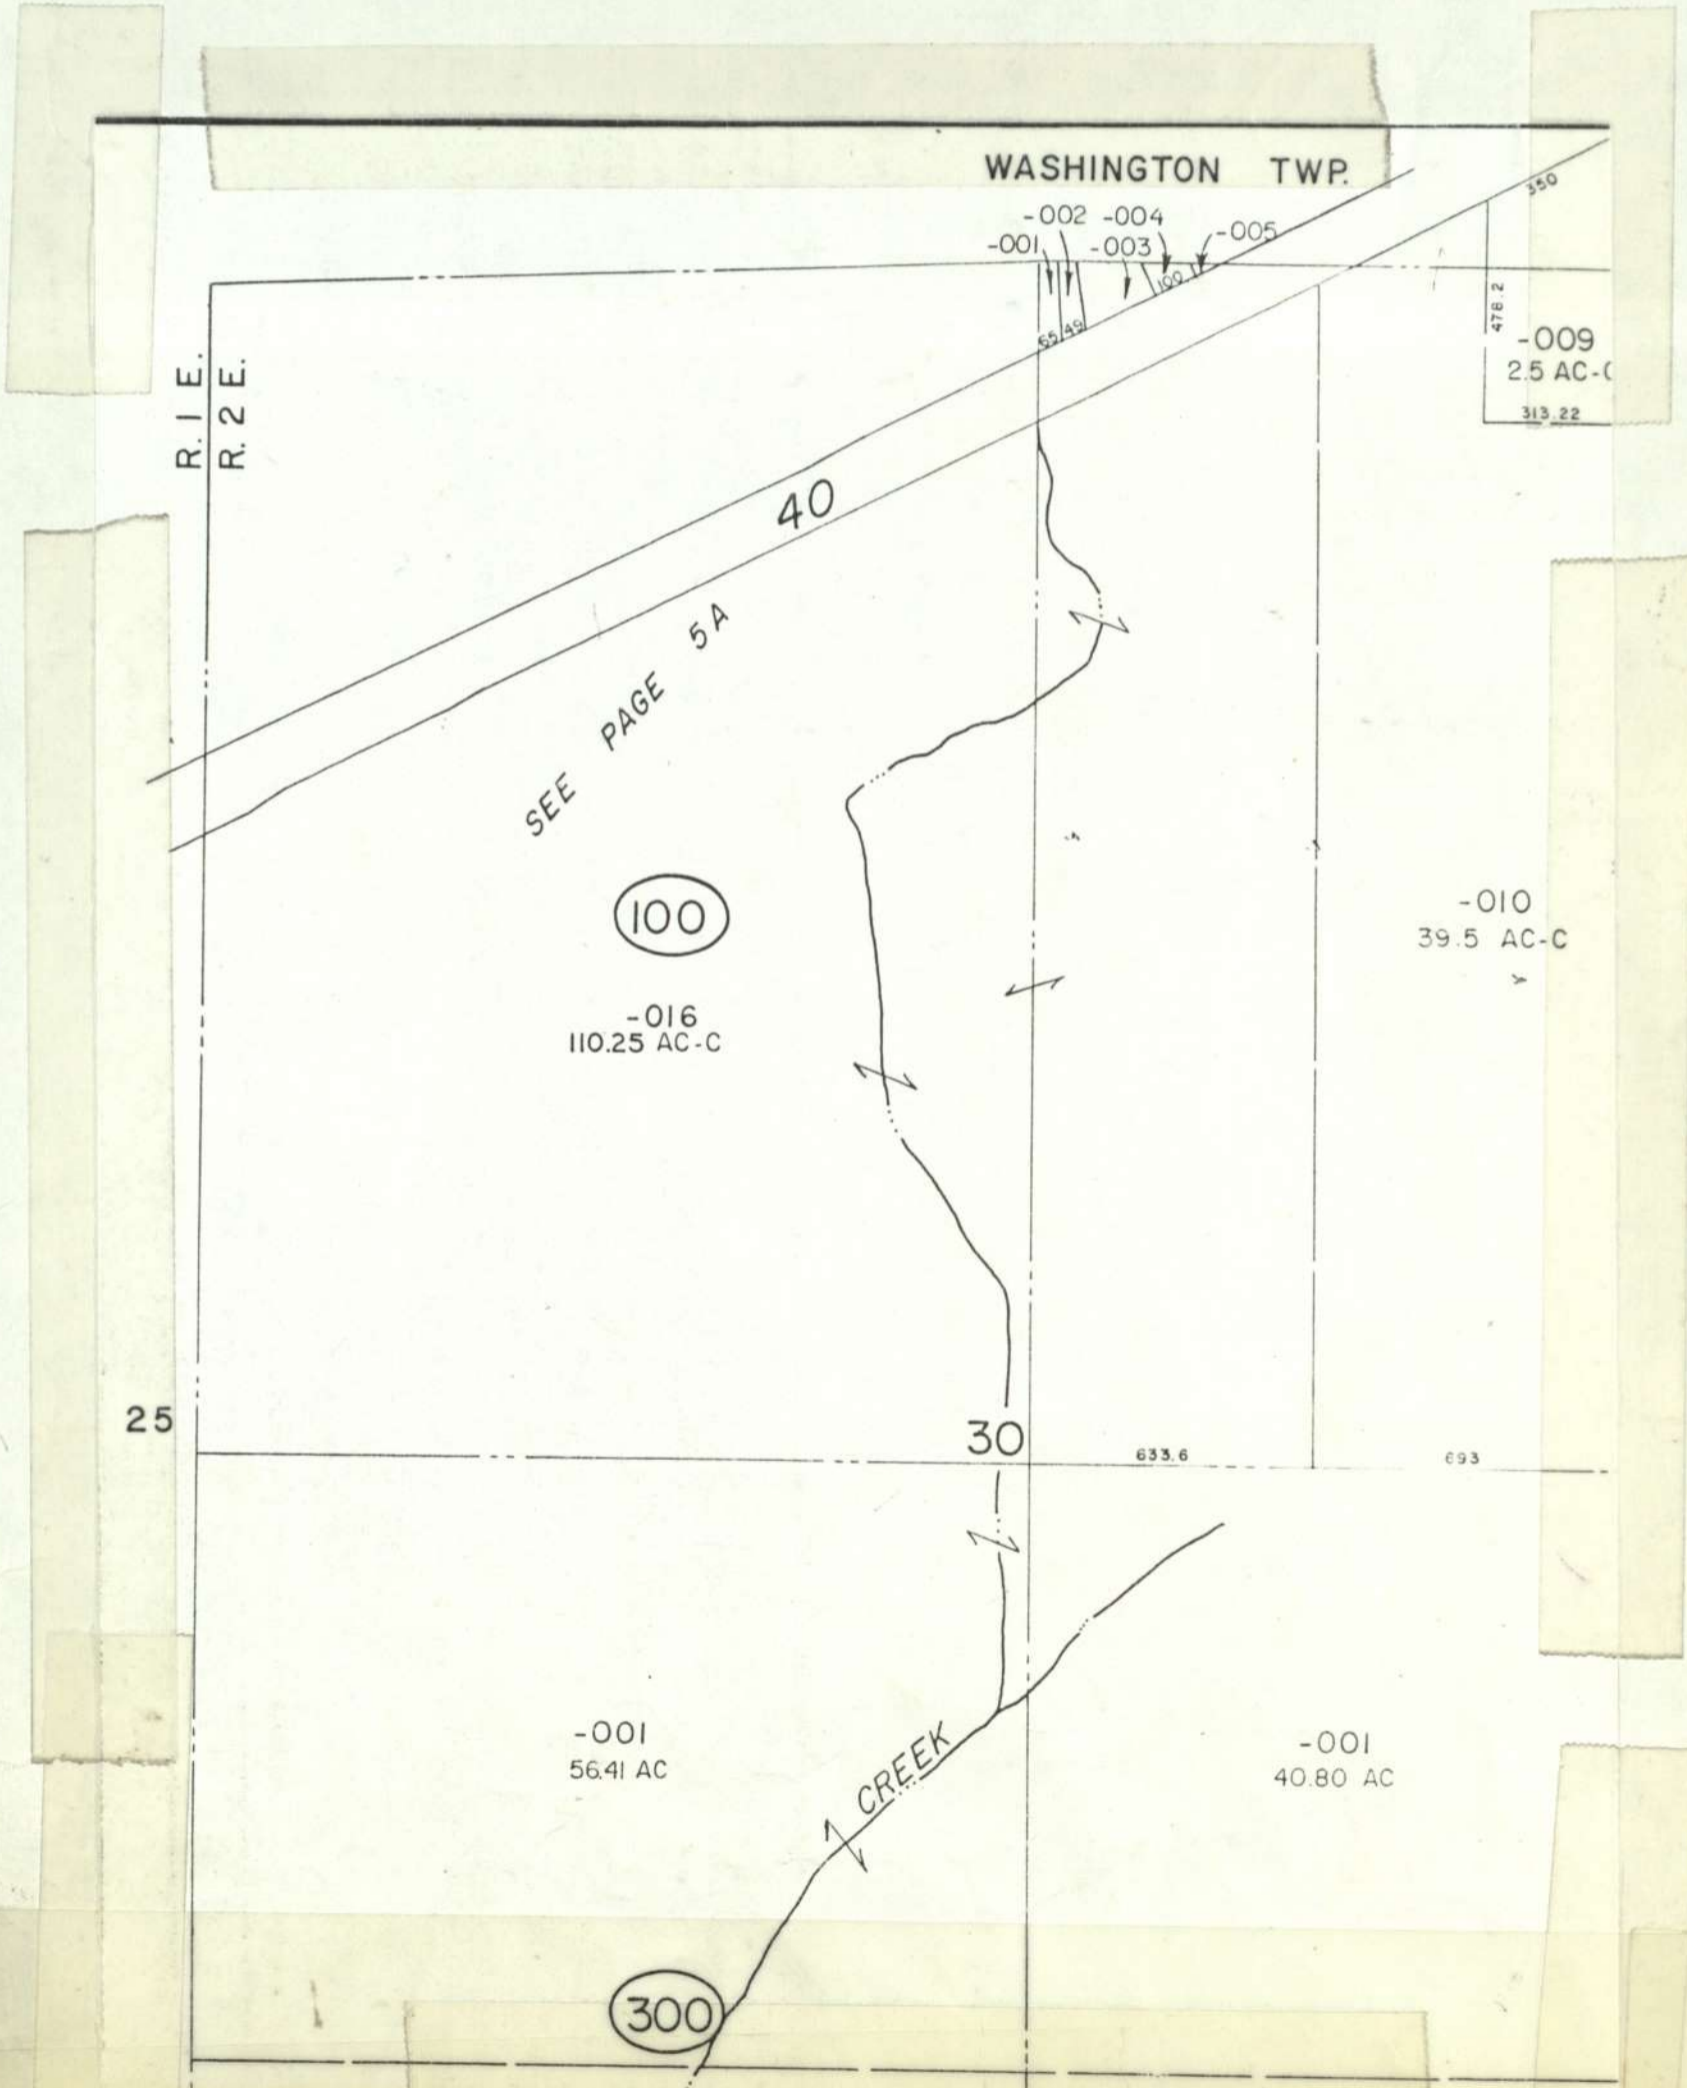 WASHINGTON TWP.
350
-002 -004
-001 -003 -005
100
65 49
478.2
-009
2.5 AC-C
313.22
R. 1 E.
R. 2 E.
40
SEE PAGE 5A
100
-010
39.5 AC-C
-016
110.25 AC-C
25
30
633.6
693
-001
56.41 AC
CREEK
-001
40.80 AC
300